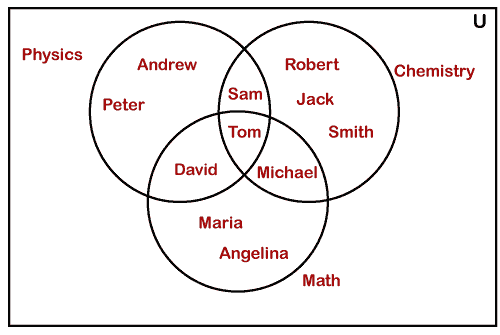 U
Physics
Andrew
Robert
Chemistry
Peter
Sam
Jack
Tom
Smith
David
Michael
Maria
Angelina
Math